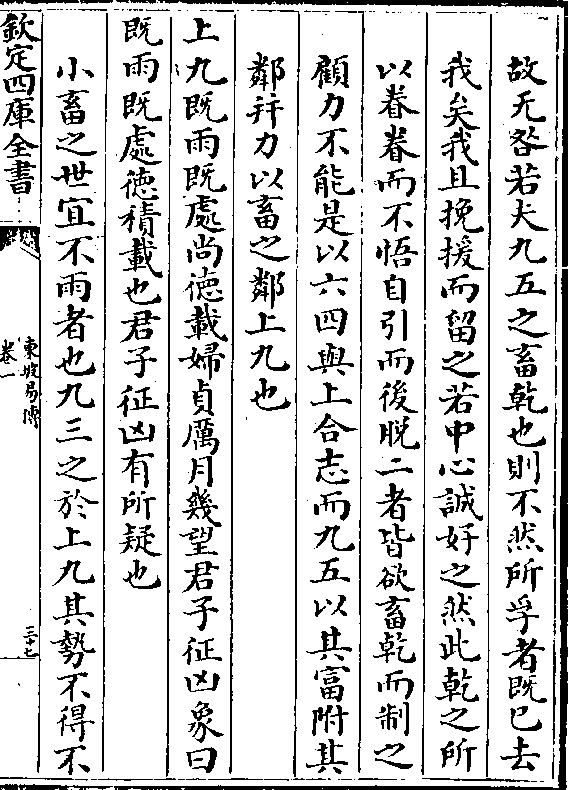 故无咎若夫九五之畜乾也則不然所孚者既已去
我矣我且挽援而留之若中心誠好之然此乾之所
以眷眷而不悟自引而後脫二者皆欲畜乾而制之
顧力不能是以六四與上合志而九五以其富附其
鄰并力以畜之鄰上九也
上九既雨既處尚徳載婦貞厲月幾望君子征凶象曰
既雨既處徳積載也君子征凶有所疑也
小畜之世宜不雨者也九三之於上九其勢不得不
欽定四庫全書
東坡易傳
卷一
三十七